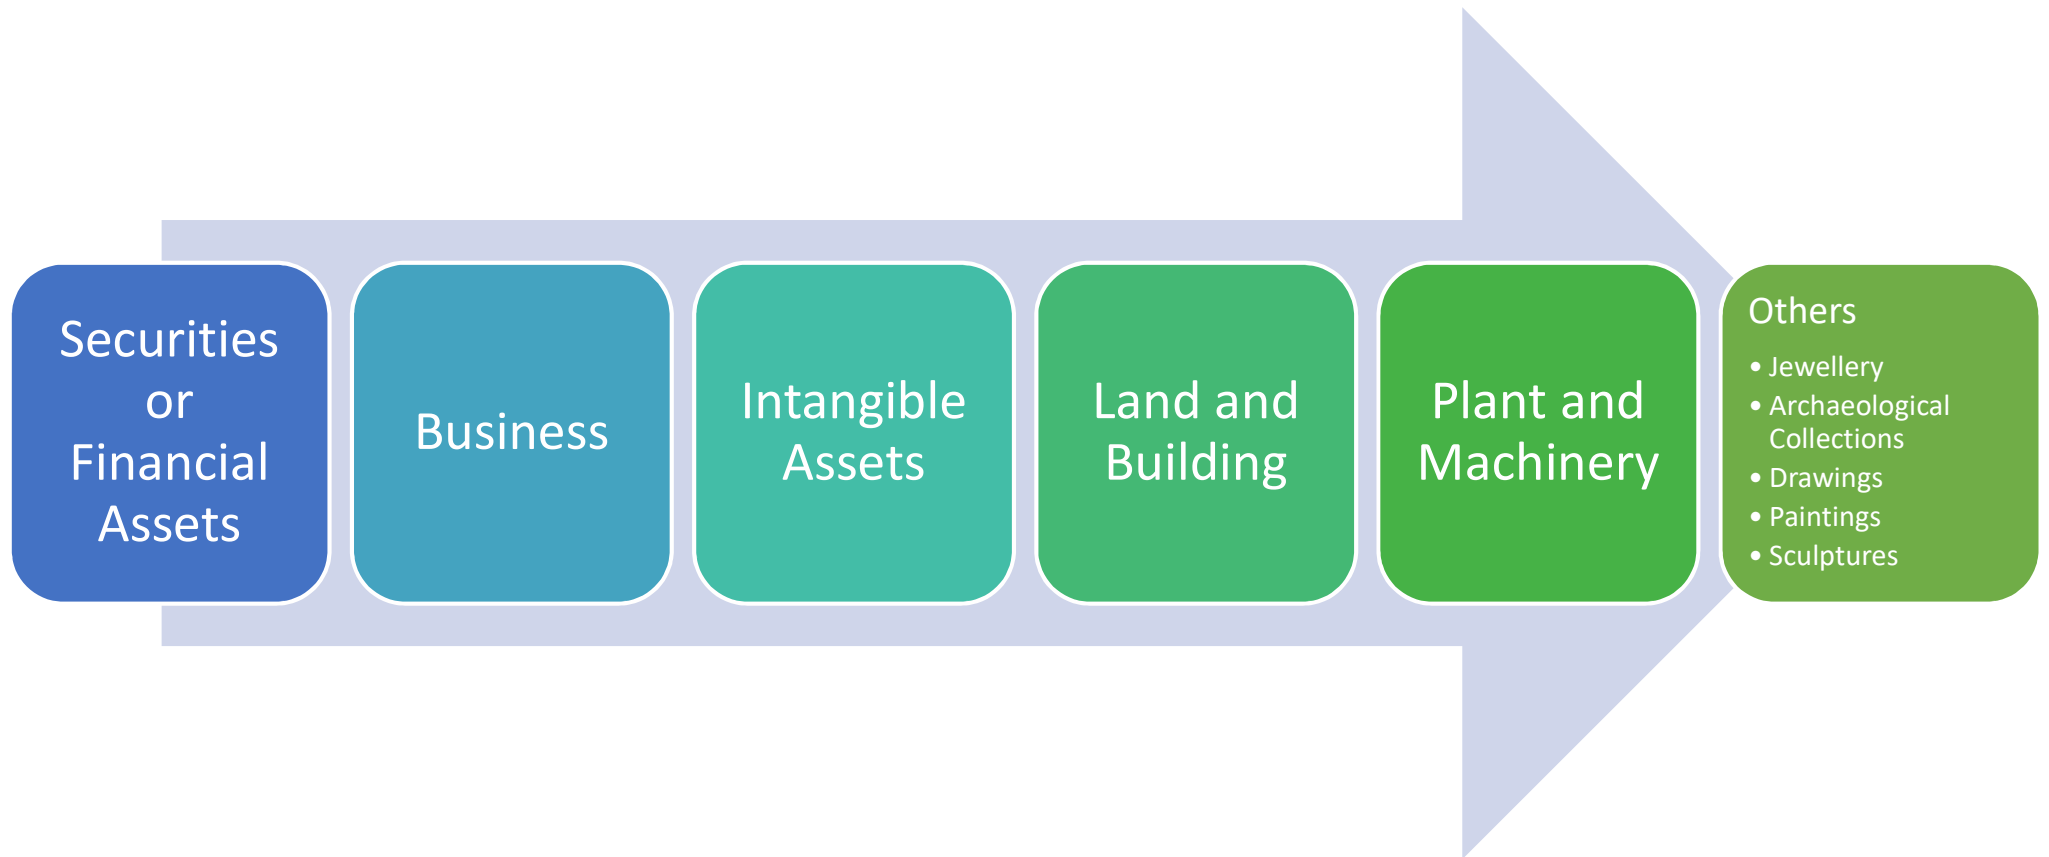 Securities
or
Financial
Assets
Business
Intangible
Assets
Land and
Building
Plant and
Machinery
Others
• Jewellery
• Archaeological
Collections
• Drawings
• Paintings
• Sculptures